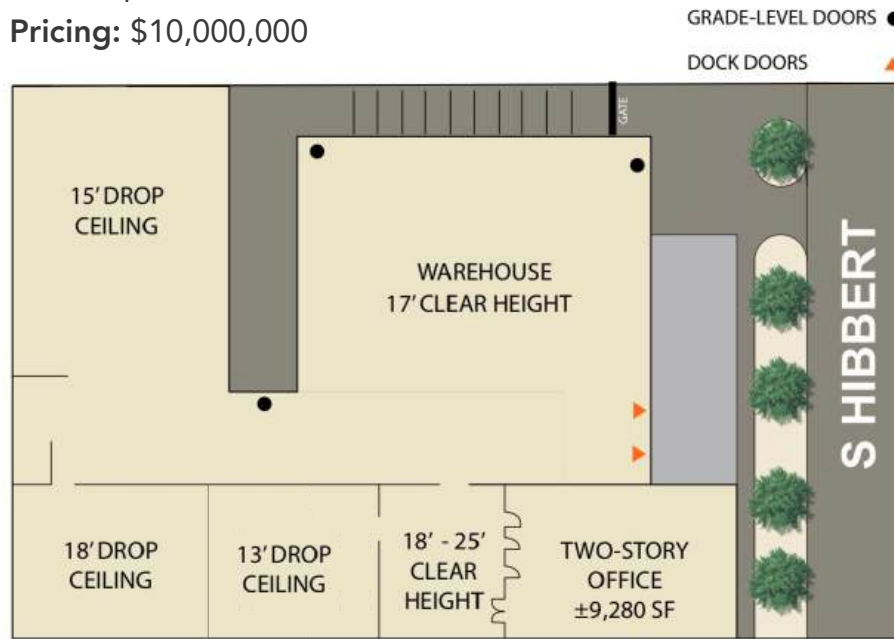 Pricing: $10,000,000
GRADE-LEVEL DOORS
DOCK DOORS
GATE
15' DROP
CEILING
WAREHOUSE
17' CLEAR HEIGHT
S HIBBERT
18' DROP
CEILING
13' DROP
CEILING
18' - 25'
CLEAR
HEIGHT
TWO-STORY
OFFICE
±9,280 SF